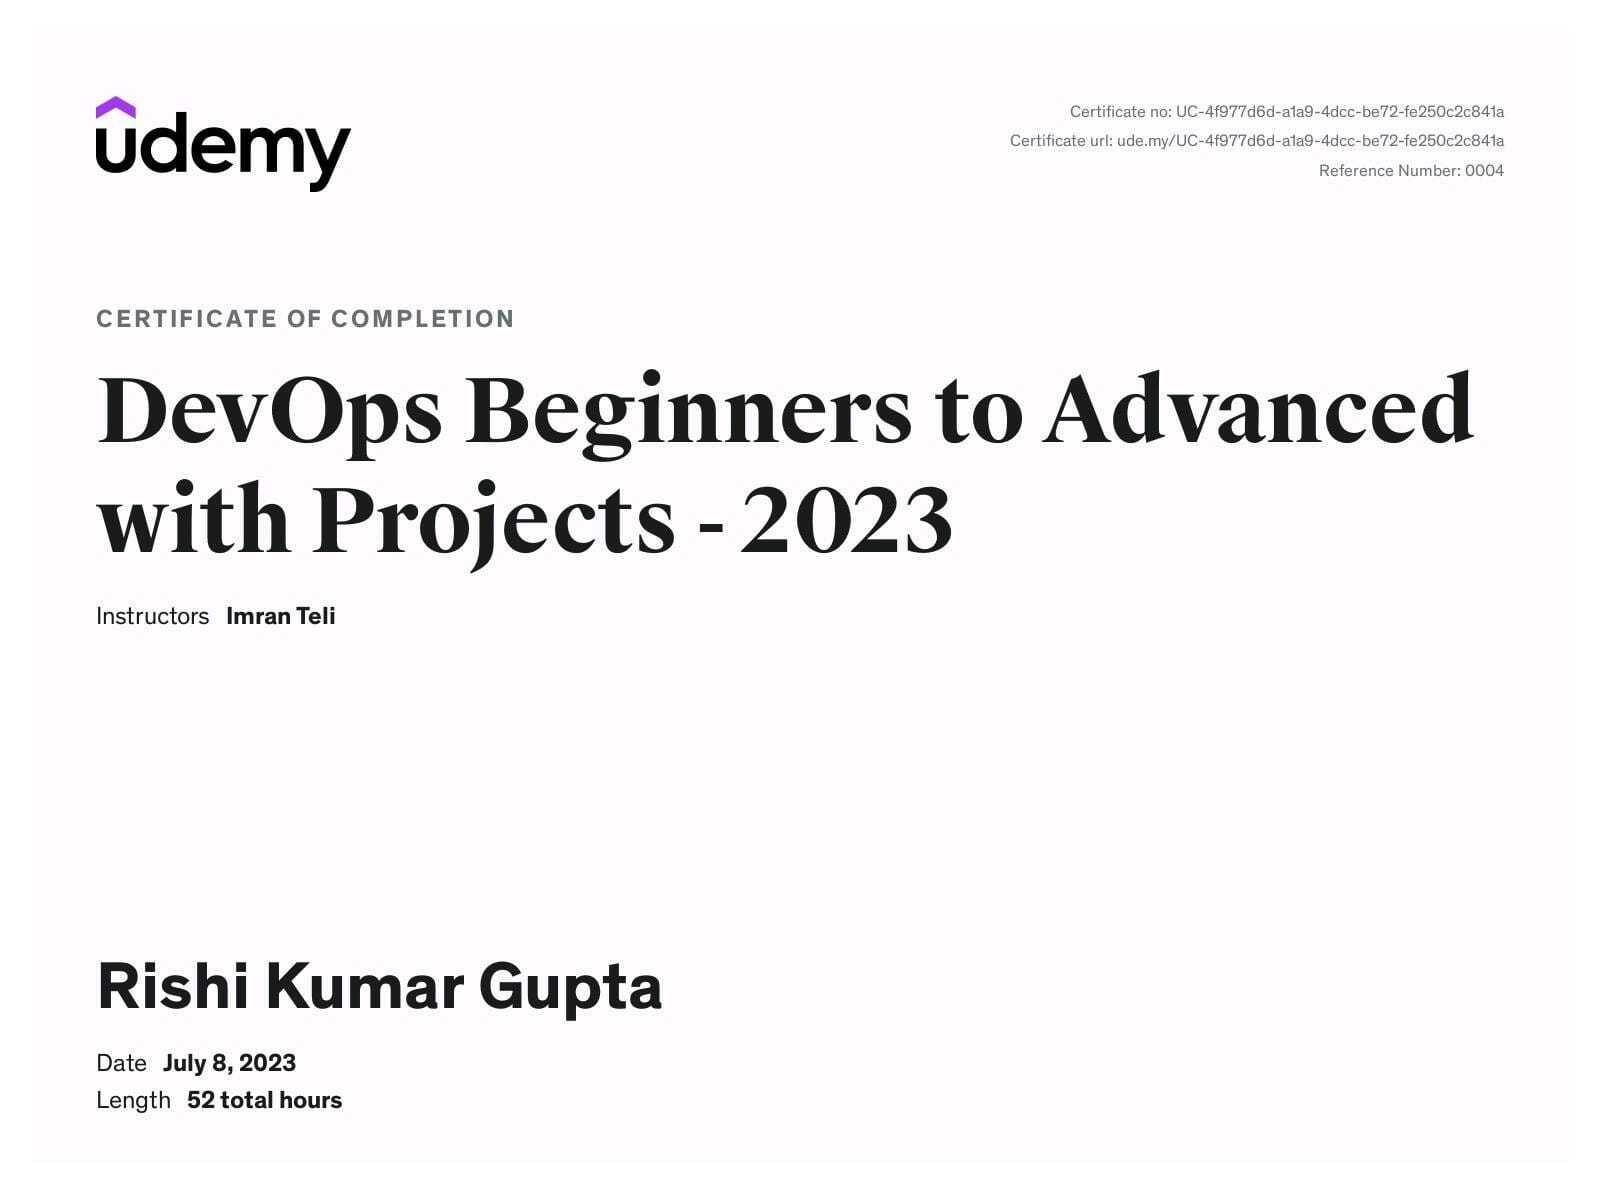 udemy
Certificate no: UC-4f977d6d-a1a9-4dcc-be72-fe250c2c841a
Certificate url: ude.my/UC-4f977d6d-a1a9-4dcc-be72-fe250c2c841a
Reference Number: 0004
CERTIFICATE OF COMPLETION
DevOps Beginners to Advanced
with Projects - 2023
Instructors Imran Teli
Rishi Kumar Gupta
Date July 8, 2023
Length 52 total hours